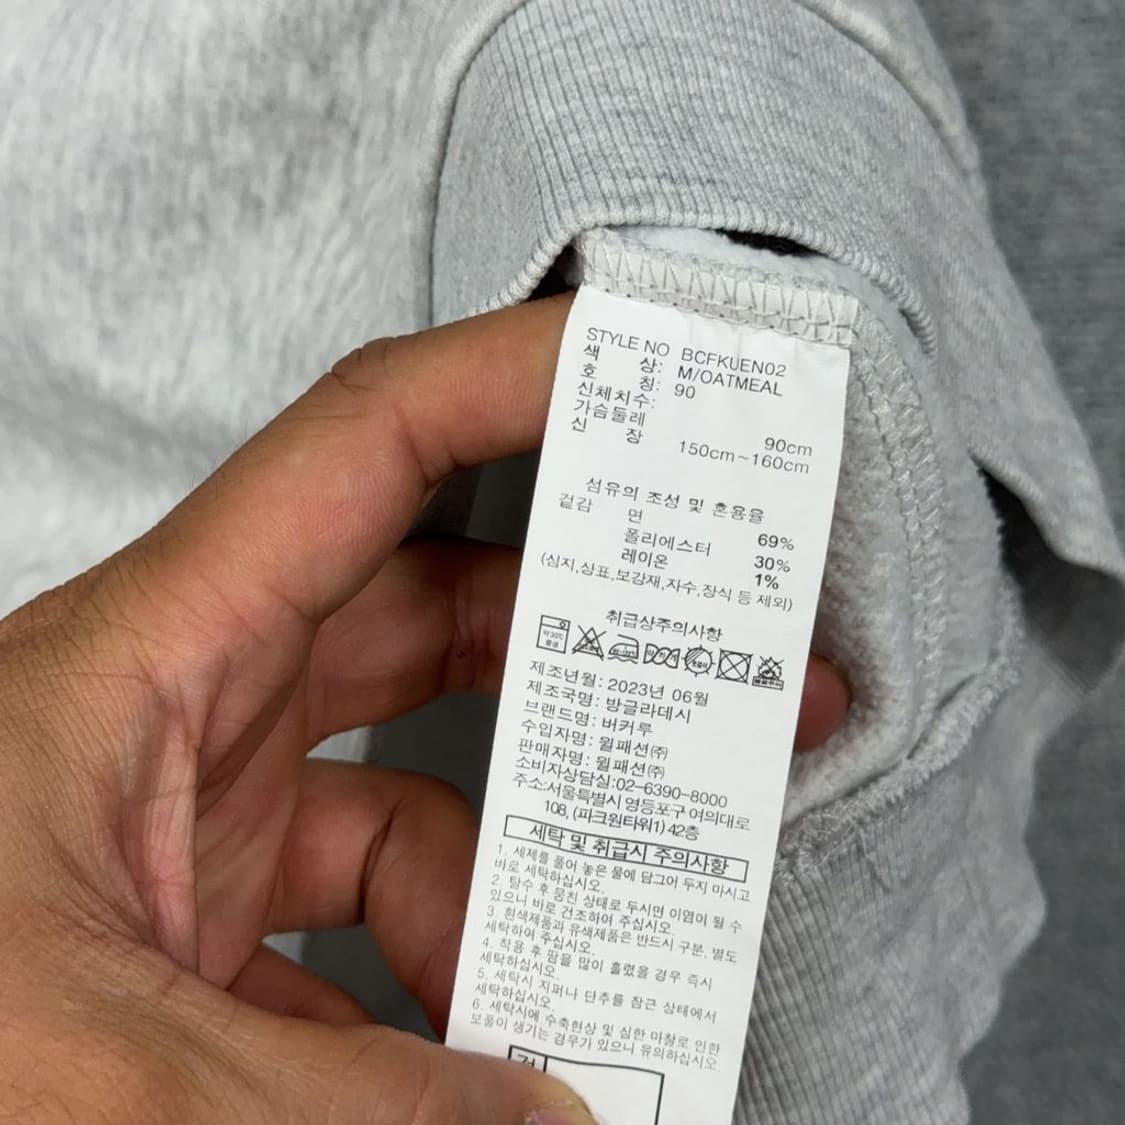 STYLE NO BCFKUEN02
색 상: M/OATMEAL
호 칭: 90
신체치수:
가슴둘레 90cm
신 장 150cm~160cm
섬유의 조성 및 혼용율
겉감 면 69%
폴리에스터 30%
레이온 1%
(심지,상표,보강재,자수,장식 등 제외)
취급상주의사항
약30℃
중성
제조년월: 2023년 06월
제조국명: 방글라데시
브랜드명: 버커루
수입자명: 윌패션㈜
판매자명: 윌패션㈜
소비자상담실:02-6390-8000
주소:서울특별시 영등포구 여의대로
108, (파크원타워1) 42층
세탁 및 취급시 주의사항
1. 세제를 풀어 놓은 물에 담그어 두지 마시고
바로 세탁하십시오.
2. 탈수 후 뭉친 상태로 두시면 이염이 될 수
있으니 바로 건조하여 주십시오.
3. 흰색제품과 유색제품은 반드시 구분, 별도
세탁하여 주십시오.
4. 착용 후 땀을 많이 흘렸을 경우 즉시
세탁하십시오.
5. 세탁시 지퍼나 단추를 참근 상태에서
세탁하십시오.
6. 세탁시에 수축현상 및 심한 마찰로 인한
보풀이 생기는 경우가 있으니 유의하십시오.